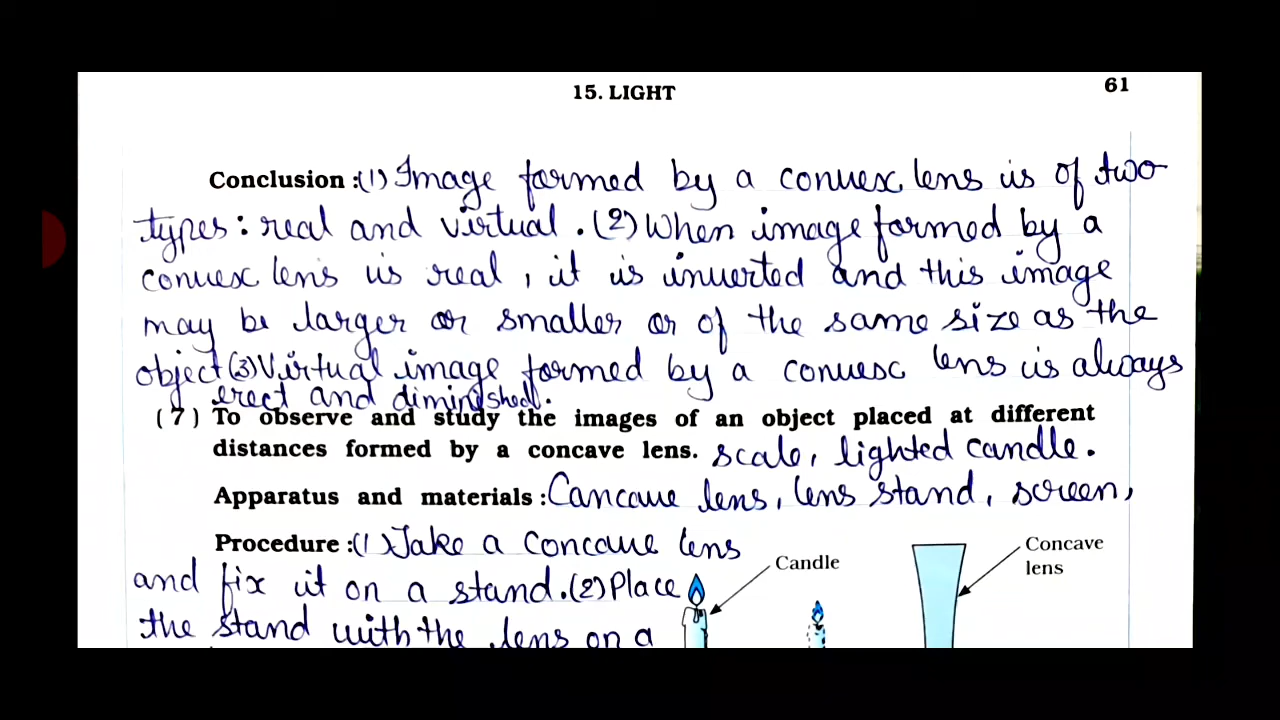 15. LIGHT
61
Conclusion :(1) Image formed by a convex lens is of two
types : real and virtual . (2) When image formed by a
convex lens is real , it is inverted and this image
may be larger or smaller or of the same size as the
object (3) Virtual image formed by a convex lens is always
erect and diminished.
(7) To observe and study the images of an object placed at different
distances formed by a concave lens. scale, lighted candle.
Apparatus and materials : Concave lens, lens stand, screen,
Procedure :(1) Take a concave lens
and fix it on a stand. (2) Place
the stand with the lens on a
Candle
Concave
lens